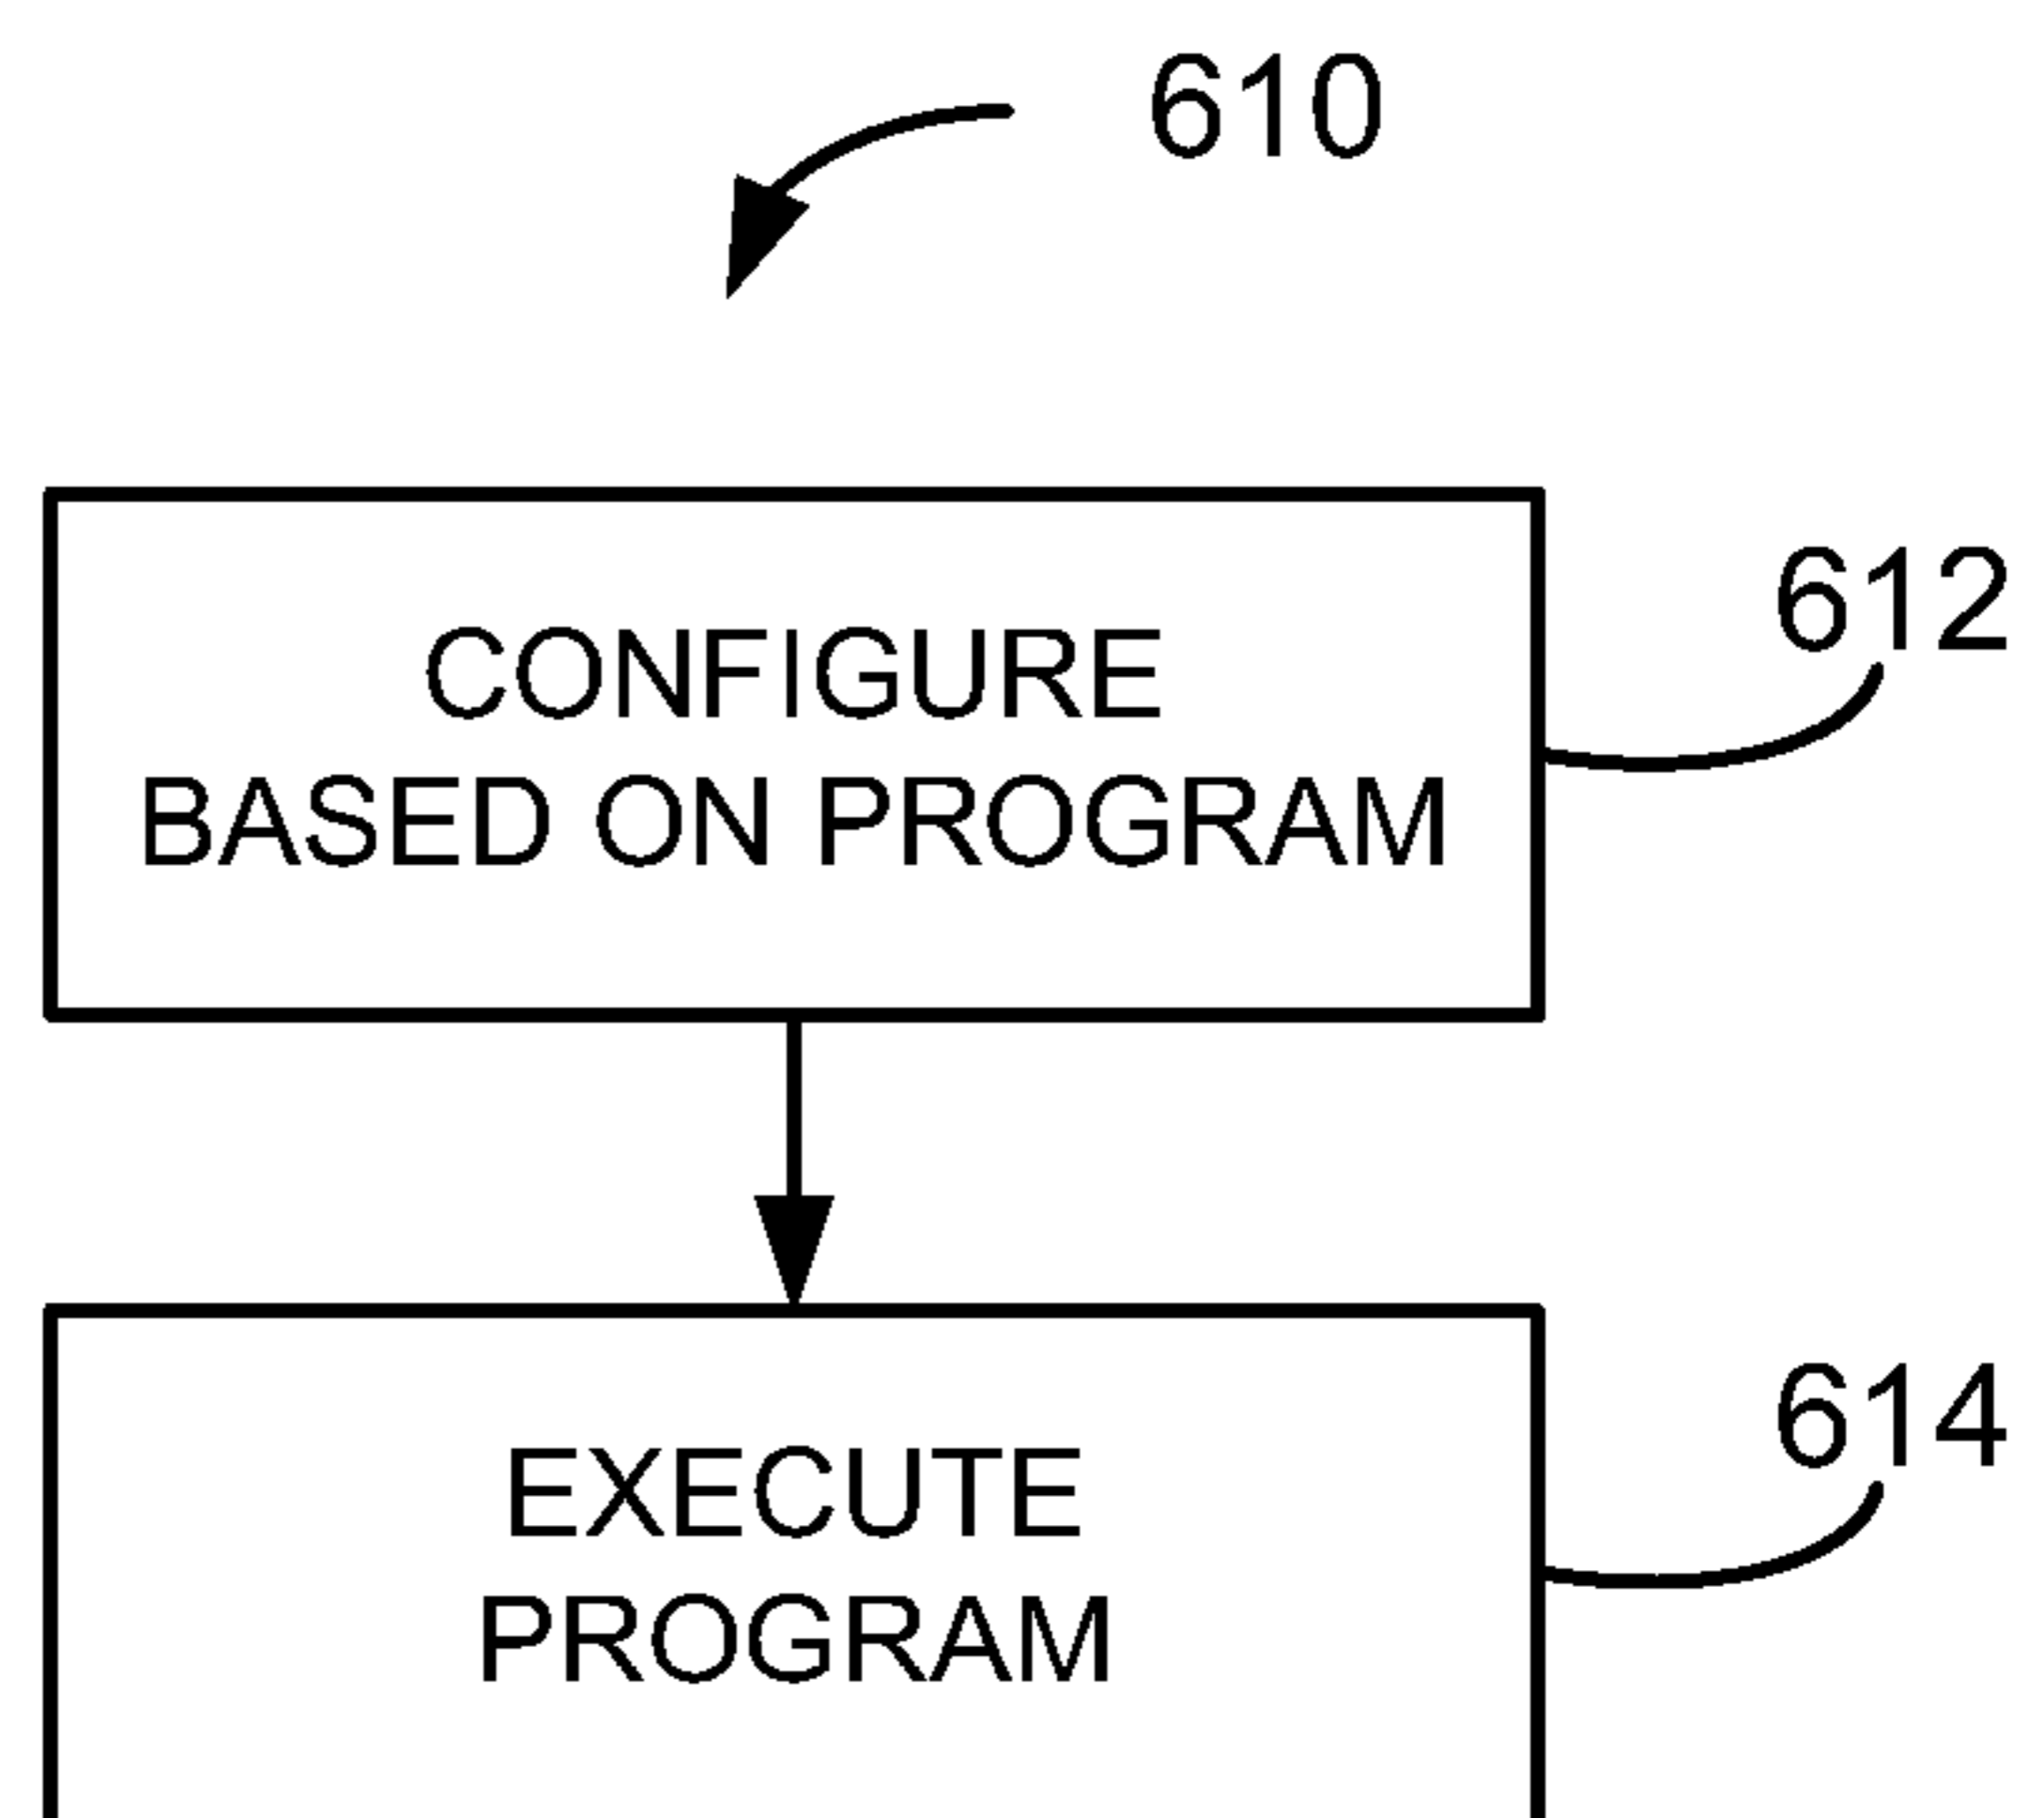 610
612
CONFIGURE
BASED ON PROGRAM
614
EXECUTE
PROGRAM